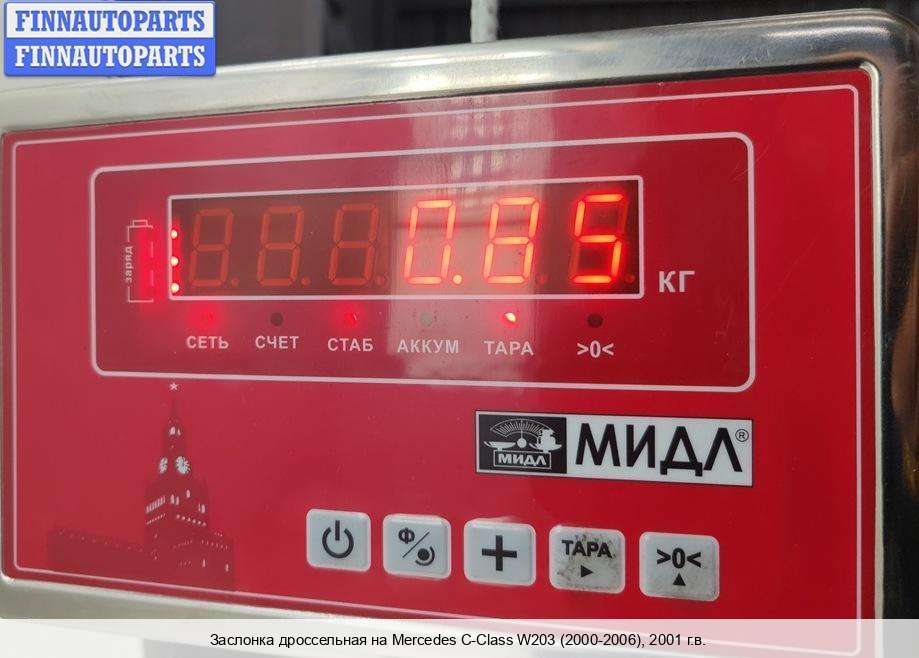 FINNAUTOPARTS
FINNAUTOPARTS
заряд
0.85
КГ
СЕТЬ СЧЕТ СТАБ АККУМ ТАРА >0<
МИДЛ МИДЛ®
Ф
ТАРА >0<
Заслонка дроссельная на Mercedes C-Class W203 (2000-2006), 2001 г.в.